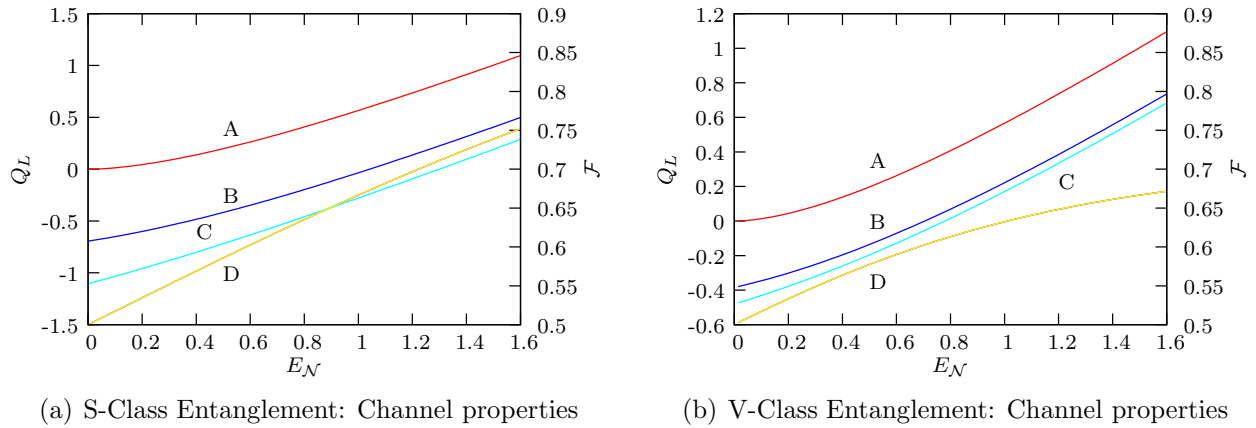 1.5
1
0.5
0
-0.5
-1
-1.5
Q_L
0.9
0.85
0.8
0.75
0.7
0.65
0.6
0.55
0.5
ℱ
A
B
C
D
0 0.2 0.4 0.6 0.8 1 1.2 1.4 1.6
E_𝒩
(a) S-Class Entanglement: Channel properties
1.2
1
0.8
0.6
0.4
0.2
0
-0.2
-0.4
-0.6
Q_L
0.9
0.85
0.8
0.75
0.7
0.65
0.6
0.55
0.5
ℱ
A
C
B
D
0 0.2 0.4 0.6 0.8 1 1.2 1.4 1.6
E_𝒩
(b) V-Class Entanglement: Channel properties